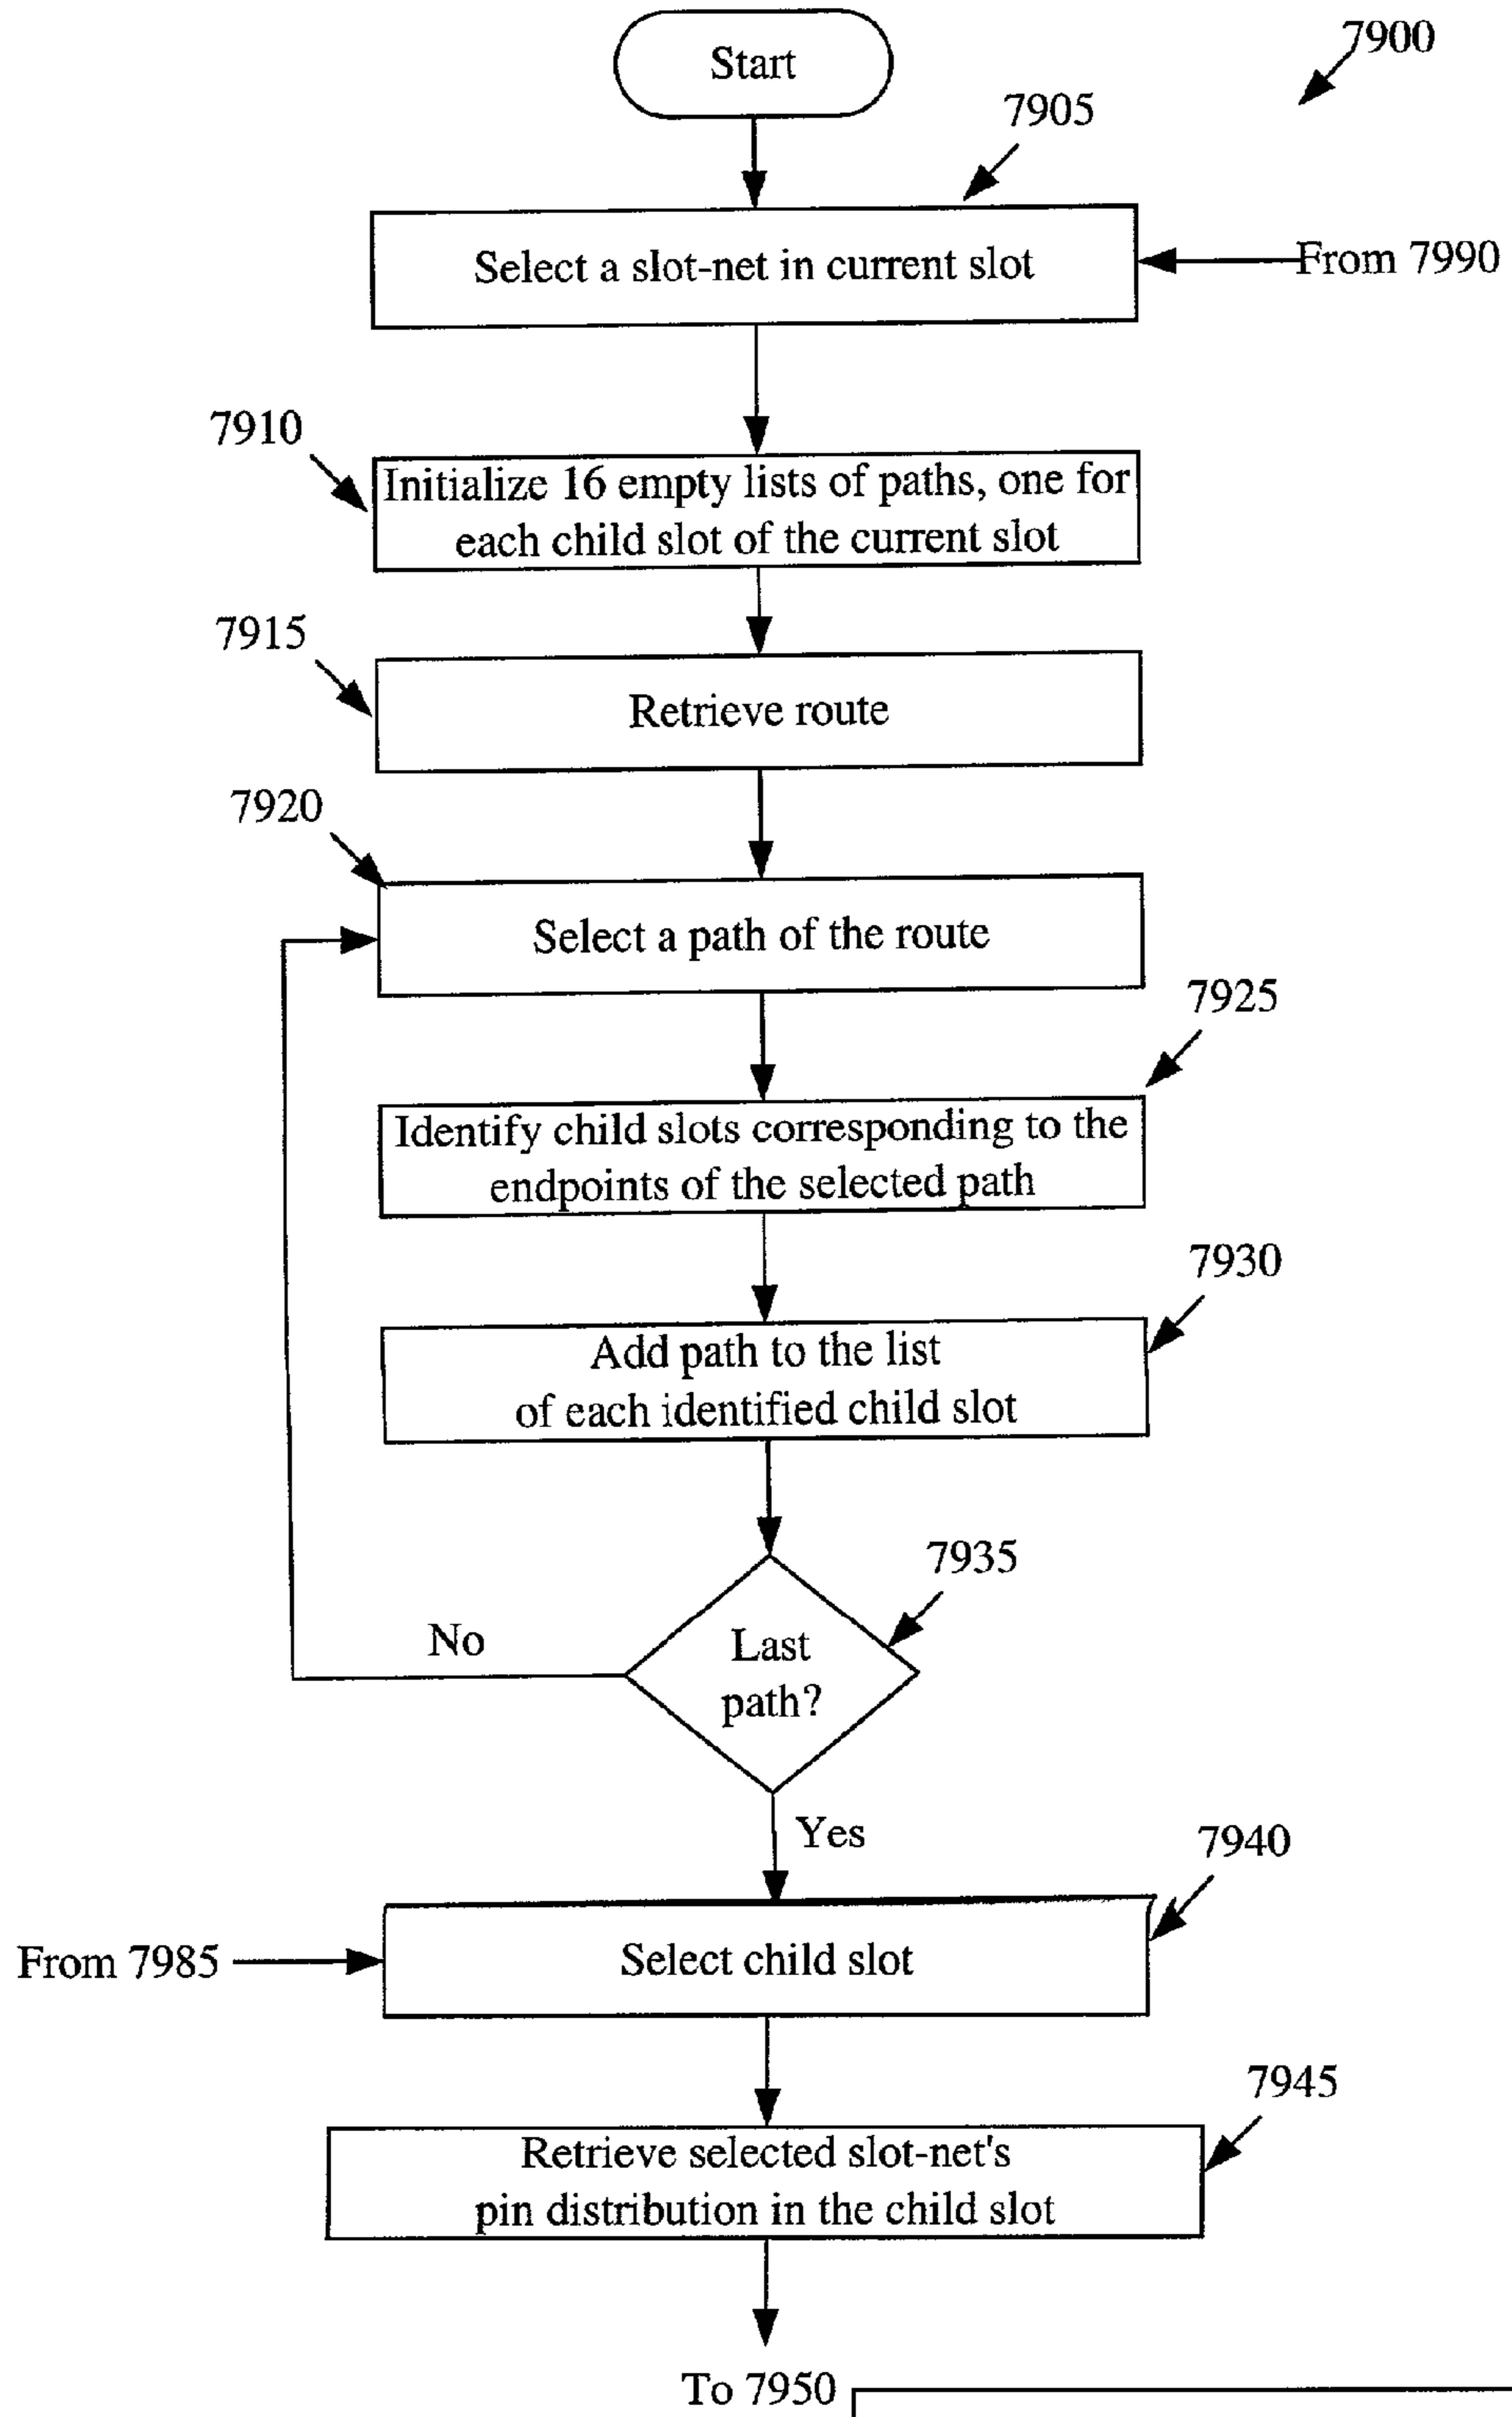 Start
7900
7905
Select a slot-net in current slot
From 7990
7910
Initialize 16 empty lists of paths, one for
each child slot of the current slot
7915
Retrieve route
7920
Select a path of the route
7925
Identify child slots corresponding to the
endpoints of the selected path
7930
Add path to the list
of each identified child slot
7935
Last
path?
No
Yes
7940
From 7985
Select child slot
7945
Retrieve selected slot-net's
pin distribution in the child slot
To 7950